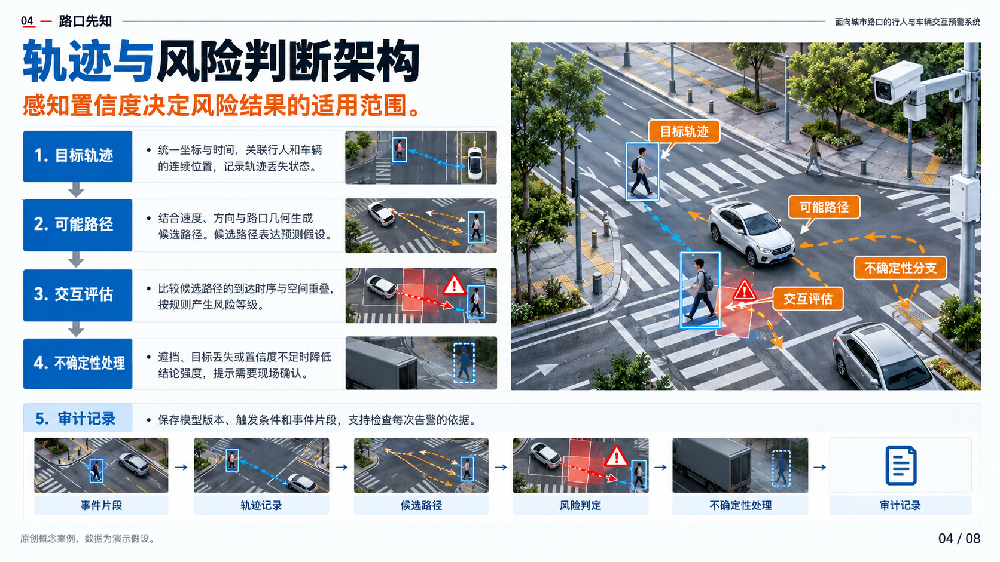 04 — 路口先知
面向城市路口的行人与车辆交互预警系统
轨迹与风险判断架构
感知置信度决定风险结果的适用范围。
1. 目标轨迹
• 统一坐标与时间，关联行人和车辆
的连续位置，记录轨迹丢失状态。
2. 可能路径
• 结合速度、方向与路口几何生成
候选路径。候选路径表达预测假设。
3. 交互评估
• 比较候选路径的到达时序与空间重叠，
按规则产生风险等级。
4. 不确定性处理
• 遮挡、目标丢失或置信度不足时降低
结论强度，提示需要现场确认。
目标轨迹
可能路径
不确定性分支
交互评估
5. 审计记录
• 保存模型版本、触发条件和事件片段，支持检查每次告警的依据。
事件片段
轨迹记录
候选路径
风险判定
不确定性处理
审计记录
原创概念案例，数据为演示假设。
04 / 08